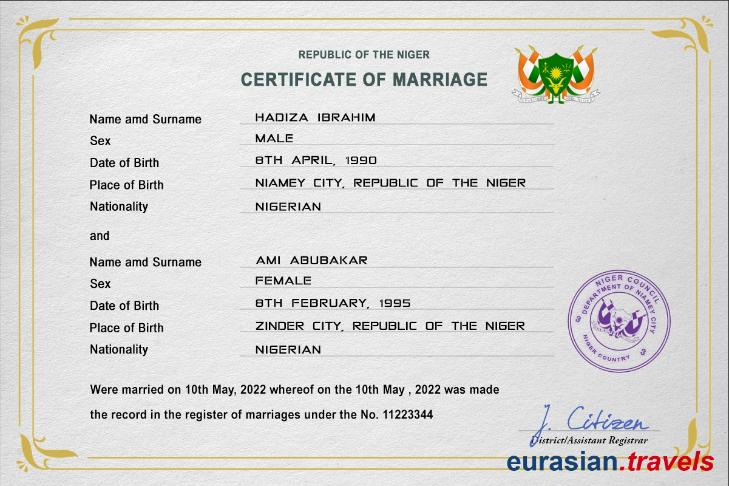 REPUBLIC OF THE NIGER
CERTIFICATE OF MARRIAGE
Name amd Surname HADIZA IBRAHIM
Sex MALE
Date of Birth 8TH APRIL, 1990
Place of Birth NIAMEY CITY, REPUBLIC OF THE NIGER
Nationality NIGERIAN
and
Name amd Surname AMI ABUBAKAR
Sex FEMALE
Date of Birth 8TH FEBRUARY, 1995
Place of Birth ZINDER CITY, REPUBLIC OF THE NIGER
Nationality NIGERIAN
NIGER COUNCIL
DEPARTMENT OF NIAMEY CITY
NIGER COUNTRY
Were married on 10th May, 2022 whereof on the 10th May , 2022 was made
the record in the register of marriages under the No. 11223344
J. Citizen
District/Assistant Registrar
eurasian.travels